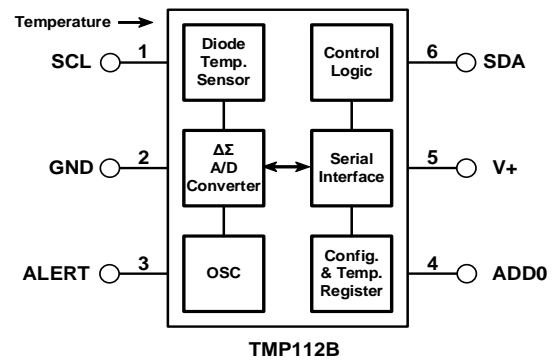 Temperature
SCL
1
Diode
Temp.
Sensor
Control
Logic
6
SDA
GND
2
ΔΣ
A/D
Converter
Serial
Interface
5
V+
ALERT
3
OSC
Config.
& Temp.
Register
4
ADD0
TMP112B